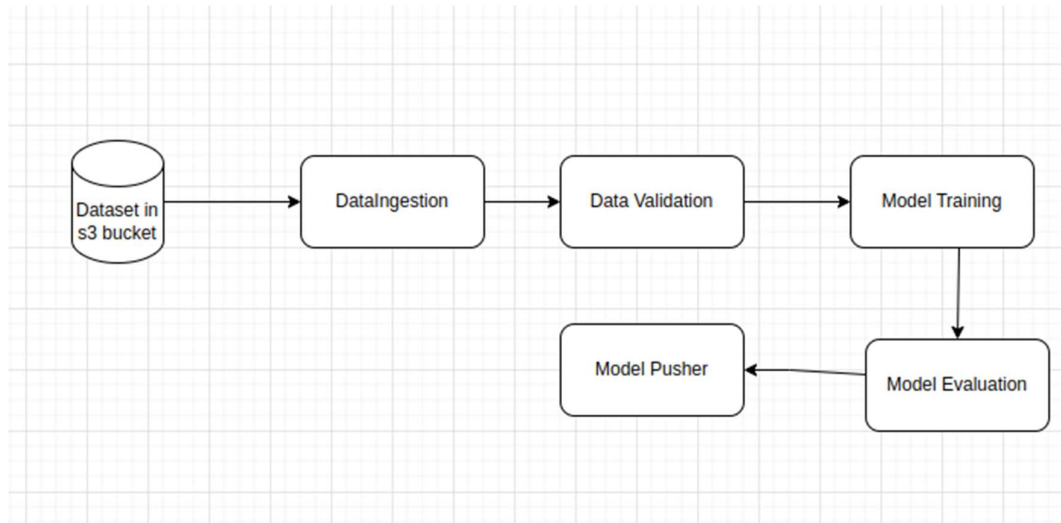 Dataset in
s3 bucket
DataIngestion
Data Validation
Model Training
Model Pusher
Model Evaluation